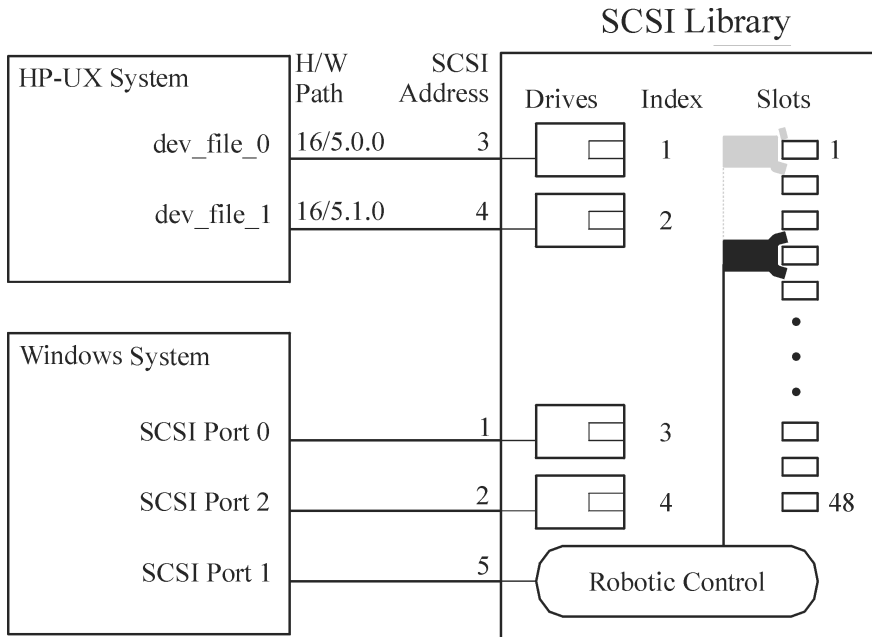 SCSI Library
HP-UX System
H/W Path
SCSI Address
Drives
Index
Slots
dev_file_0
16/5.0.0
3
1
1
dev_file_1
16/5.1.0
4
2
Windows System
SCSI Port 0
1
3
SCSI Port 2
2
4
48
SCSI Port 1
5
Robotic Control